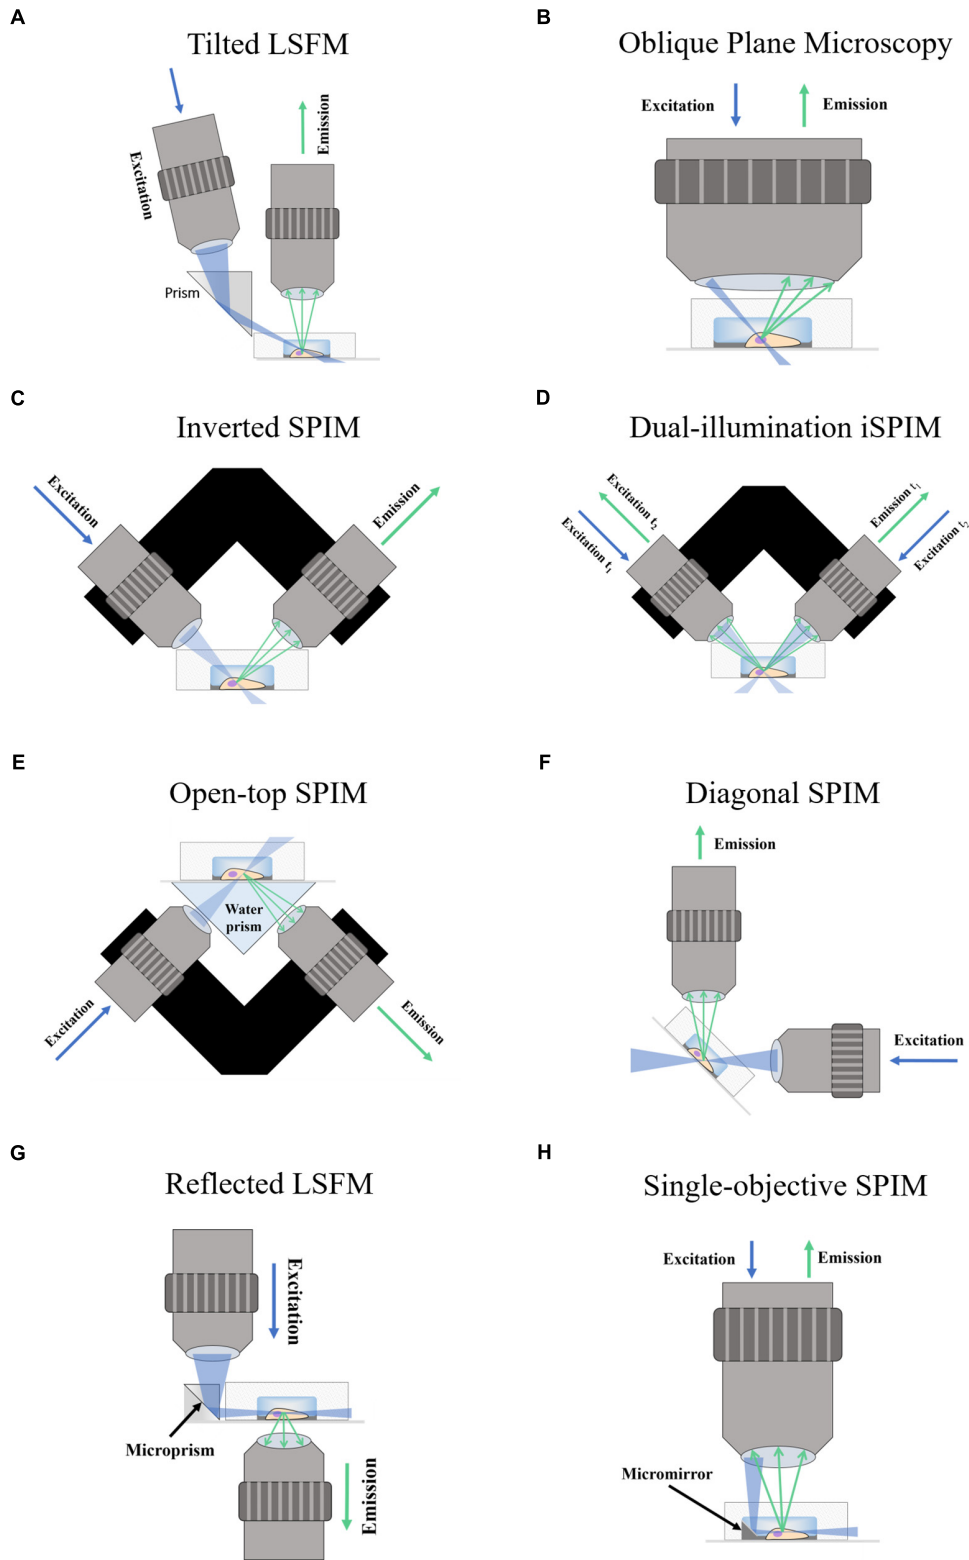 A
Tilted LSFM
Excitation
Emission
Prism
B
Oblique Plane Microscopy
Excitation
Emission
C
Inverted SPIM
Excitation
Emission
D
Dual-illumination iSPIM
Excitation t2
Excitation t1
Emission t1
Excitation t2
E
Open-top SPIM
Water
prism
Excitation
Emission
F
Diagonal SPIM
Emission
Excitation
G
Reflected LSFM
Excitation
Microprism
Emission
H
Single-objective SPIM
Excitation
Emission
Micromirror